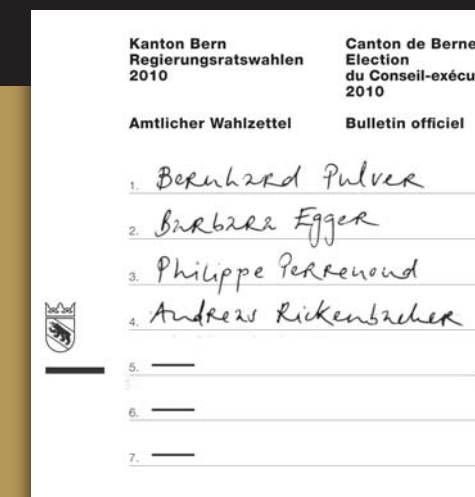 Kanton Bern
Regierungsratswahlen
2010
Amtlicher Wahlzettel
Canton de Berne
Election
du Conseil-exécu
2010
Bulletin officiel
1. Bernhard Pulver
2. Barbara Egger
3. Philippe Perrenoud
4. Andreas Rickenbacher
5. —
6. —
7. —